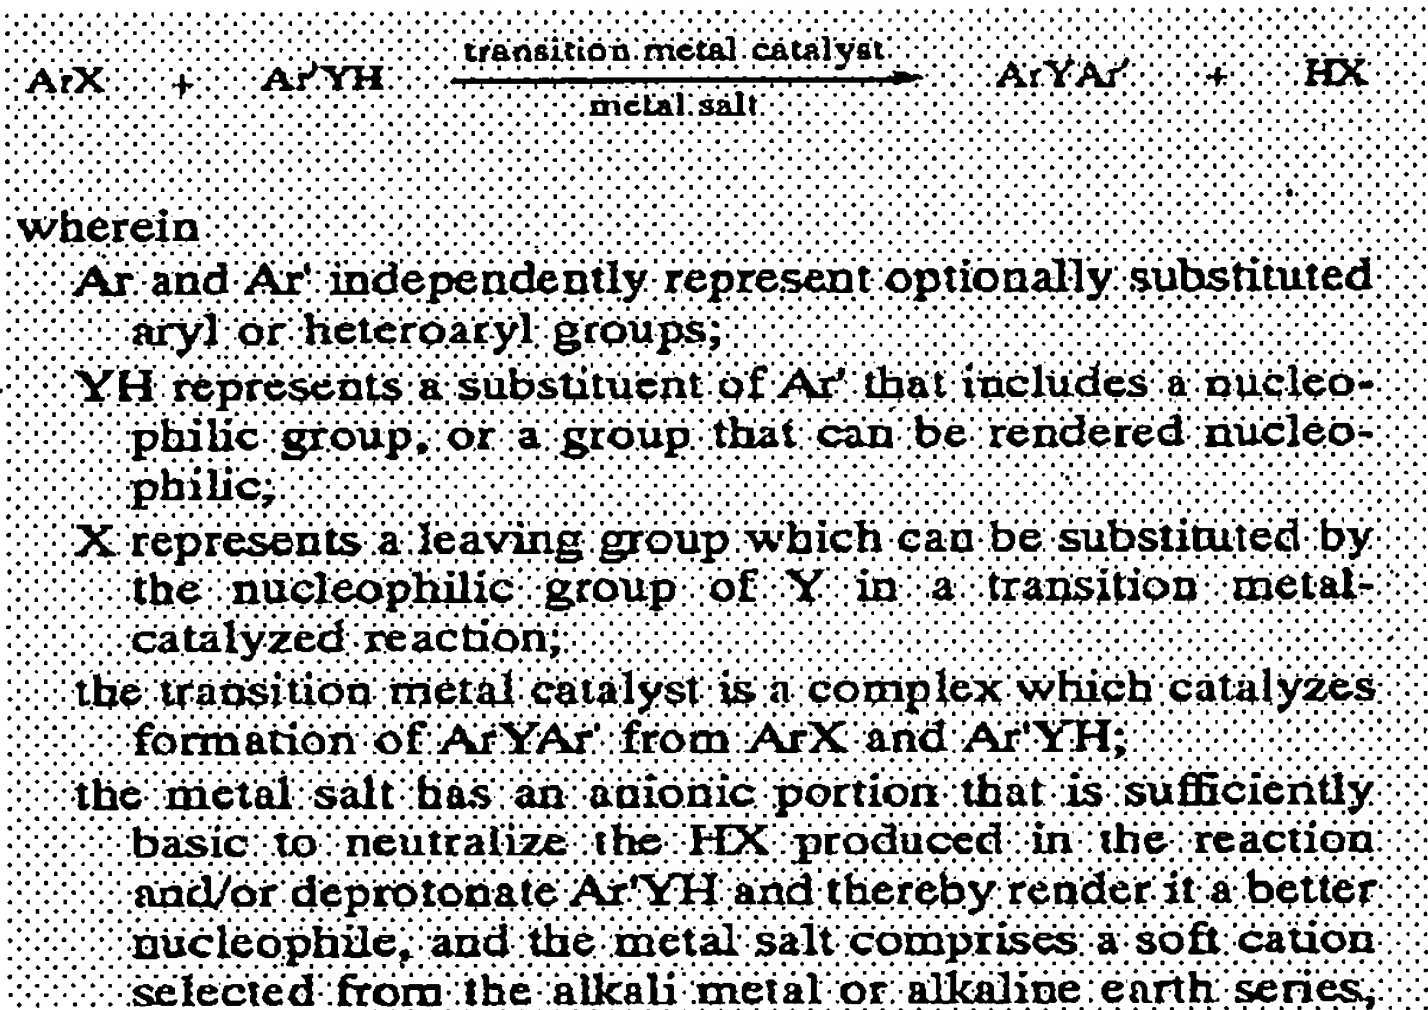 transition metal catalyst
ArX + Ar'YH ArYAr' + HX
metal salt
wherein
Ar and Ar' independently represent optionally substituted
aryl or heteroaryl groups;
YH represents a substituent of Ar' that includes a nucleo-
philic group, or a group that can be rendered nucleo-
philic;
X represents a leaving group which can be substituted by
the nucleophilic group of Y in a transition metal-
catalyzed reaction;
the transition metal catalyst is a complex which catalyzes
formation of ArYAr' from ArX and Ar'YH;
the metal salt has an anionic portion that is sufficiently
basic to neutralize the HX produced in the reaction
and/or deprotonate Ar'YH and thereby render it a better
nucleophile, and the metal salt comprises a soft cation
selected from the alkali metal or alkaline earth series,